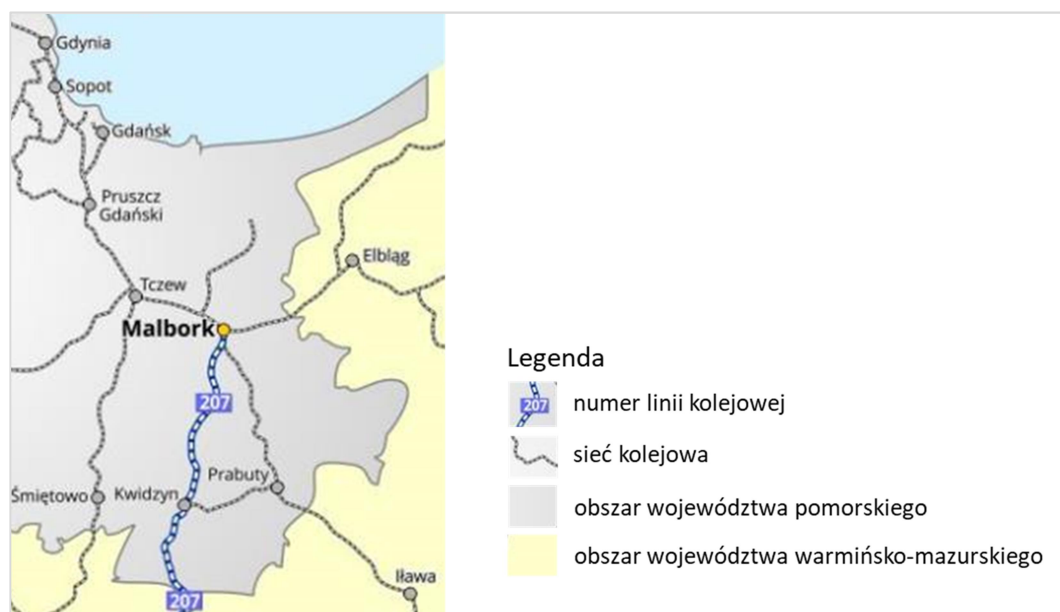 Gdynia
Sopot
Gdańsk
Pruszcz
Gdański
Elbląg
Tczew
Malbork
207
Prabuty
Śmiętowo
Kwidzyn
Iława
207
Legenda
207 numer linii kolejowej
sieć kolejowa
obszar województwa pomorskiego
obszar województwa warmińsko-mazurskiego